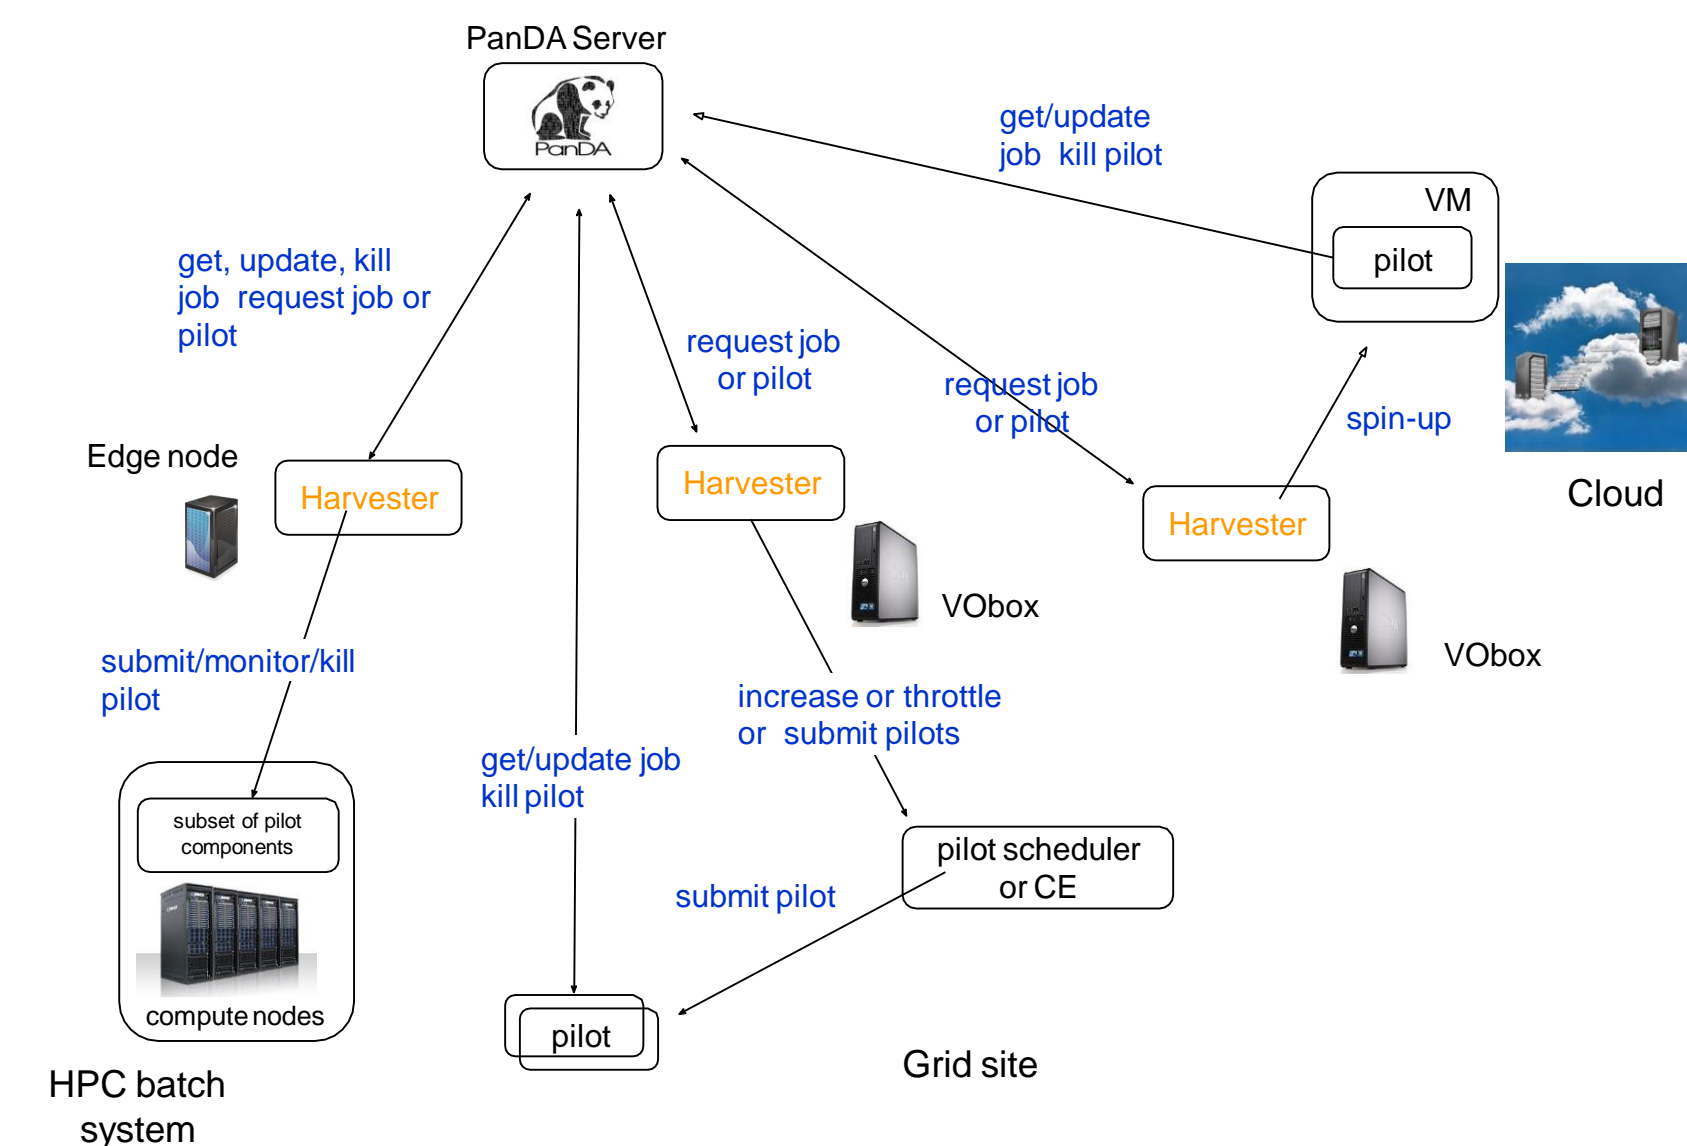 PanDA Server
PanDA
get/update
job kill pilot
VM
pilot
get, update, kill
job request job or
pilot
request job
or pilot
request job
or pilot
spin-up
Edge node
Harvester
Harvester
Harvester
Cloud
VObox
VObox
submit/monitor/kill
pilot
increase or throttle
or submit pilots
get/update job
kill pilot
subset of pilot
components
pilot scheduler
or CE
submit pilot
compute nodes
pilot
Grid site
HPC batch
system